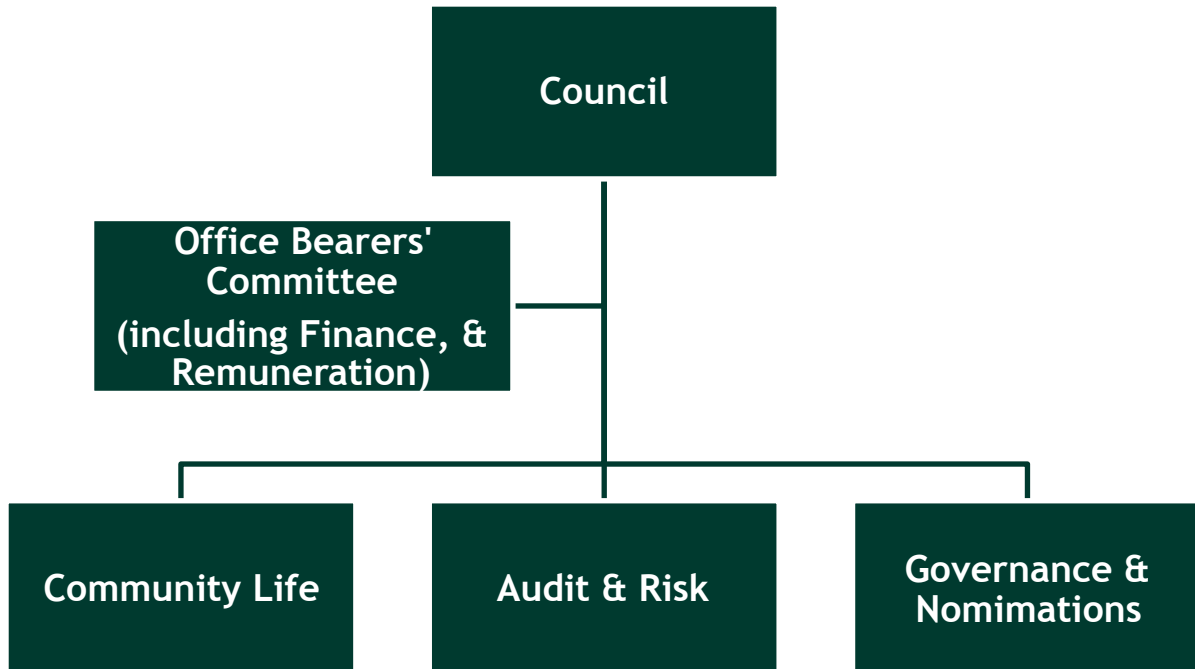 Council
Office Bearers'
Committee
(including Finance, &
Remuneration)
Community Life
Audit & Risk
Governance &
Nomimations